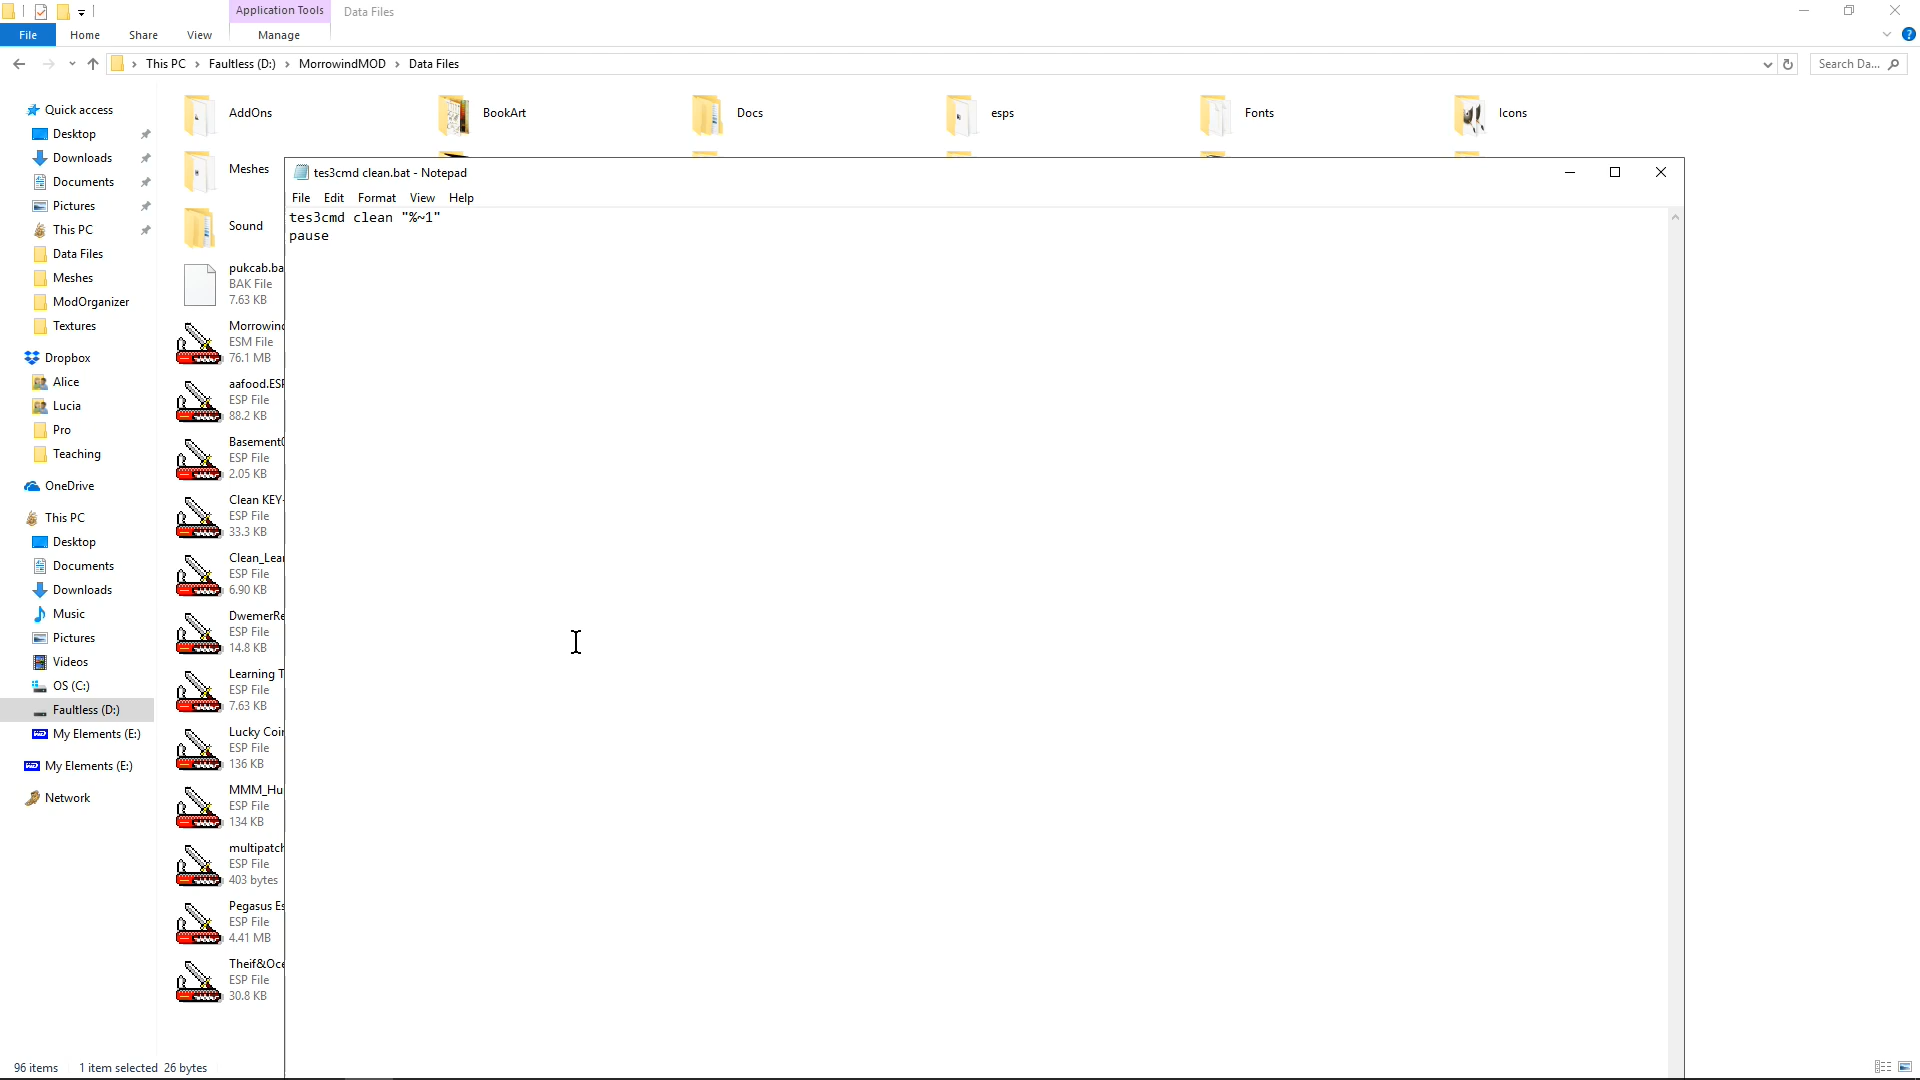 Application Tools
Data Files
File
Home
Share
View
Manage
This PC
Faultless (D:)
MorrowindMOD
Data Files
Search Da...
Quick access
Desktop
Downloads
Documents
Pictures
This PC
Data Files
Meshes
ModOrganizer
Textures
Dropbox
Alice
Lucia
Pro
Teaching
OneDrive
This PC
Desktop
Documents
Downloads
Music
Pictures
Videos
OS (C:)
Faultless (D:)
My Elements (E:)
My Elements (E:)
Network
AddOns
BookArt
Docs
esps
Fonts
Icons
Meshes
Sound
pukcab.ba
BAK File
7.63 KB
Morrowind
ESM File
76.1 MB
aafood.ESP
ESP File
88.2 KB
Basement
ESP File
2.05 KB
Clean KEY-
ESP File
33.3 KB
Clean_Lear
ESP File
6.90 KB
DwemerRe
ESP File
14.8 KB
Learning T
ESP File
7.63 KB
Lucky Coin
ESP File
136 KB
MMM_Hu
ESP File
134 KB
multipatch
ESP File
403 bytes
Pegasus Es
ESP File
4.41 MB
Theif&Oce
ESP File
30.8 KB
tes3cmd clean.bat - Notepad
File Edit Format View Help
tes3cmd clean "%~1"
pause
96 items
1 item selected 26 bytes